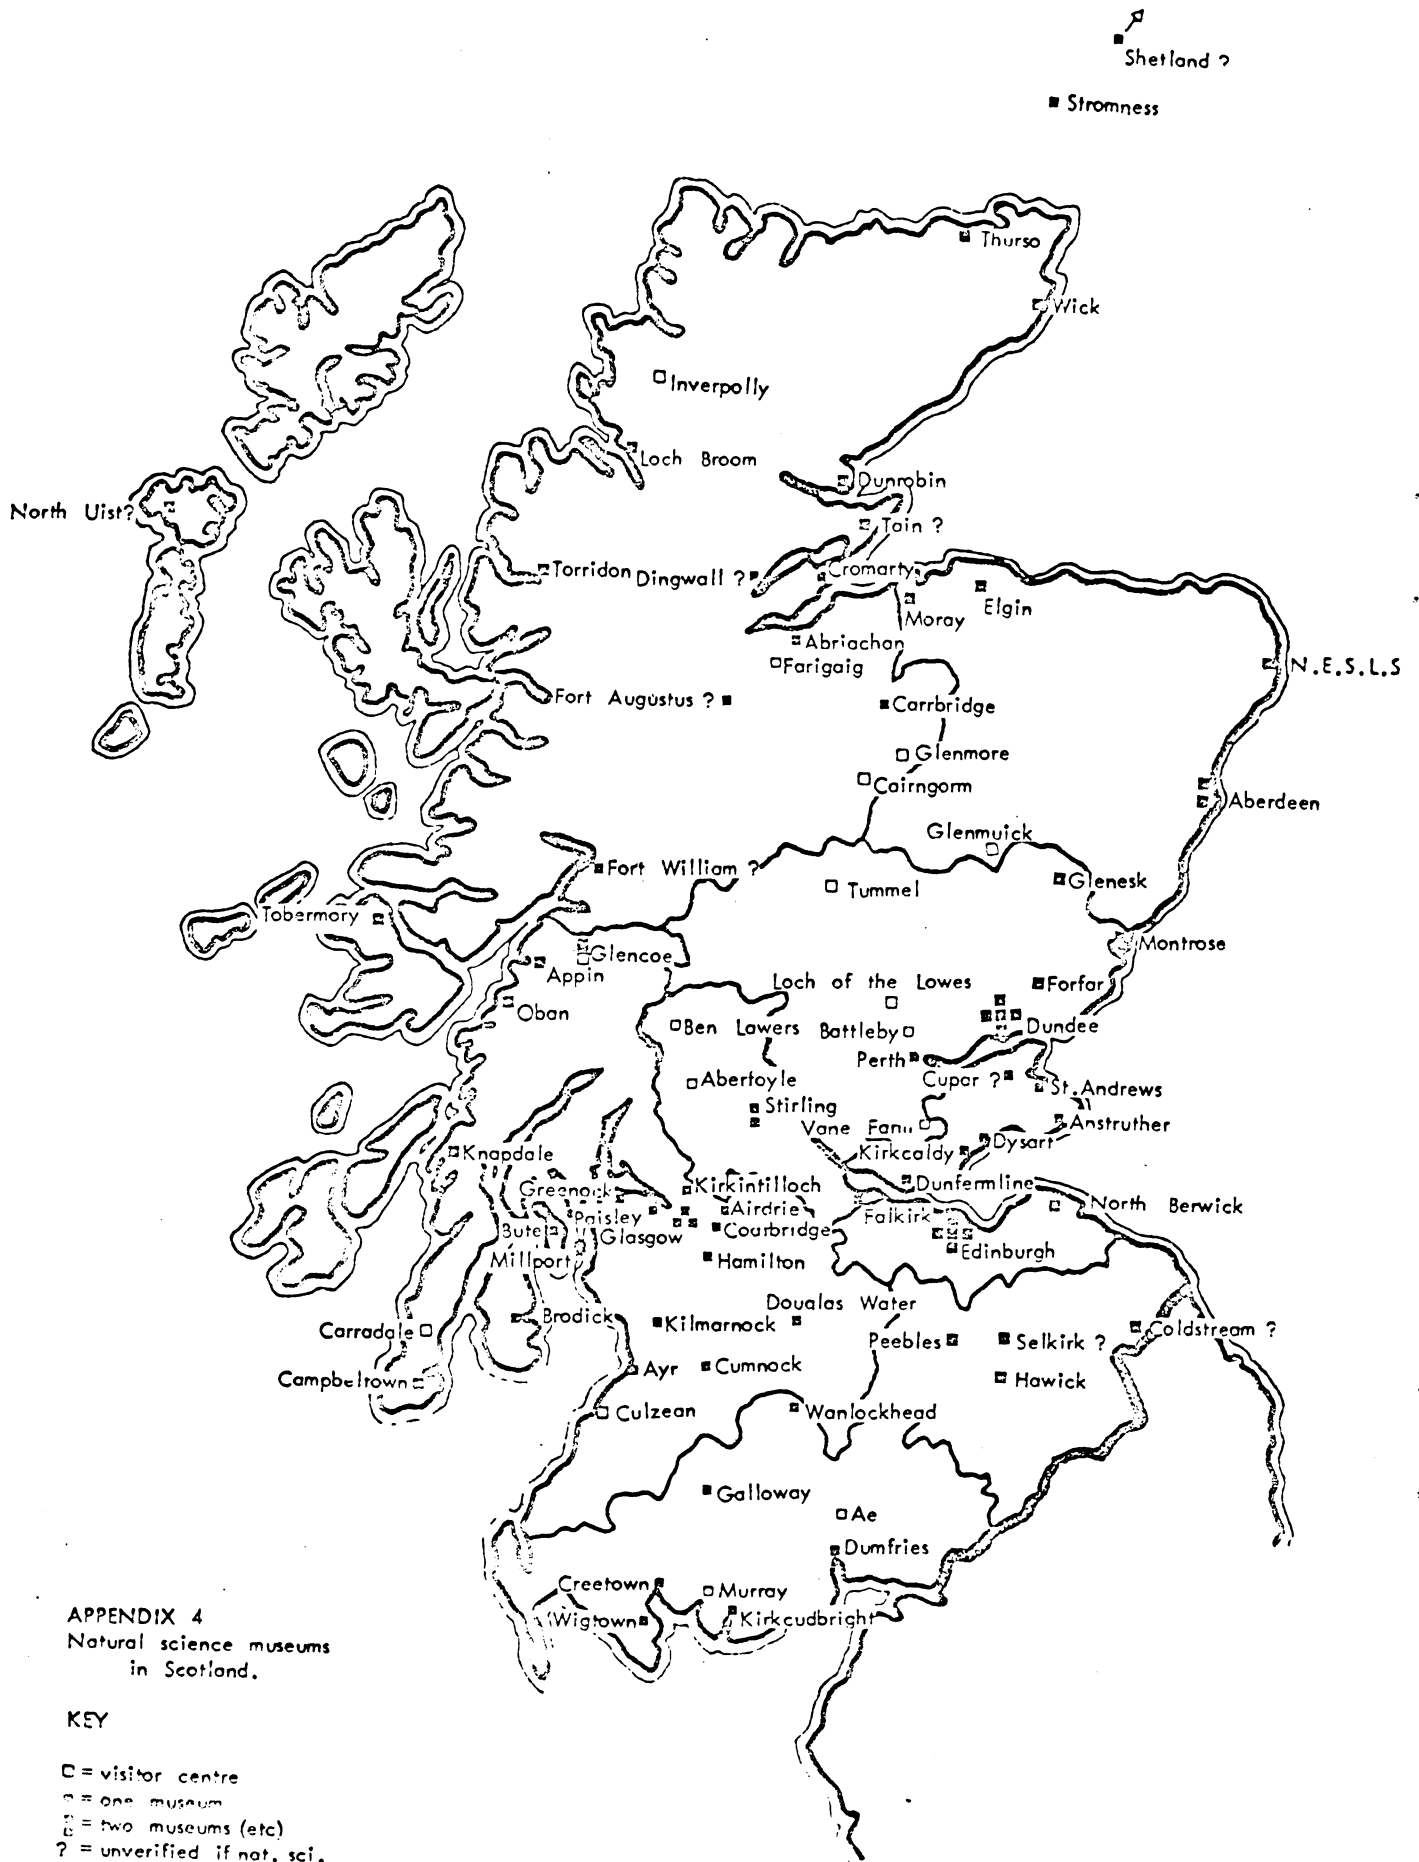 Shetland ?
Stromness
Thurso
Wick
Inverpolly
Loch Broom
Dunrobin
North Uist?
Tain ?
Torridon
Dingwall ?
Cromarty
Elgin
Moray
Abriachan
Farigaig
N.E.S.L.S
Fort Augustus ?
Carrbridge
Glenmore
Cairngorm
Aberdeen
Glenmuick
Fort William ?
Tummel
Glenesk
Tobermory
Montrose
Glencoe
Appin
Loch of the Lowes
Forfar
Oban
Ben Lawers
Battleby
Dundee
Perth
Aberfoyle
Cupar ?
St. Andrews
Stirling
Vane
Anstruther
Dysart
Kirkcaldy
Knapdale
Greenock
Kirkintilloch
Dunfermline
North Berwick
Airdrie
Paisley
Falkirk
Bute
Glasgow
Coatbridge
Edinburgh
Millport
Hamilton
Douglas Water
Brodick
Kilmarnock
Carradale
Peebles
Selkirk ?
Coldstream ?
Ayr
Cumnock
Campbeltown
Hawick
Culzean
Wanlockhead
Galloway
Ae
Dumfries
Creetown
Murray
Wigtown
Kirkcudbright
APPENDIX 4
Natural science museums
in Scotland.
KEY
= visitor centre
= one museum
= two museums (etc)
? = unverified if nat. sci.